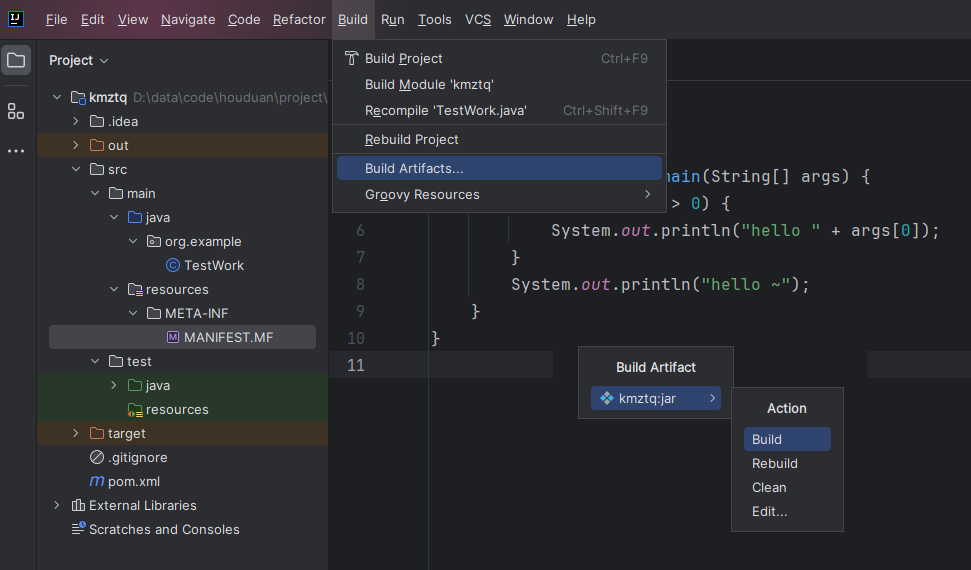 File Edit View Navigate Code Refactor Build Run Tools VCS Window Help
Project
kmztq D:\data\code\houduan\project\
.idea
out
src
main
java
org.example
TestWork
resources
META-INF
MANIFEST.MF
test
java
resources
target
.gitignore
pom.xml
External Libraries
Scratches and Consoles
Build Project Ctrl+F9
Build Module 'kmztq'
Recompile 'TestWork.java' Ctrl+Shift+F9
Rebuild Project
Build Artifacts...
Groovy Resources
main(String[] args) {
> 0) {
6 System.out.println("hello " + args[0]);
7 }
8 System.out.println("hello ~");
9 }
10 }
11
Build Artifact
kmztq:jar
Action
Build
Rebuild
Clean
Edit...